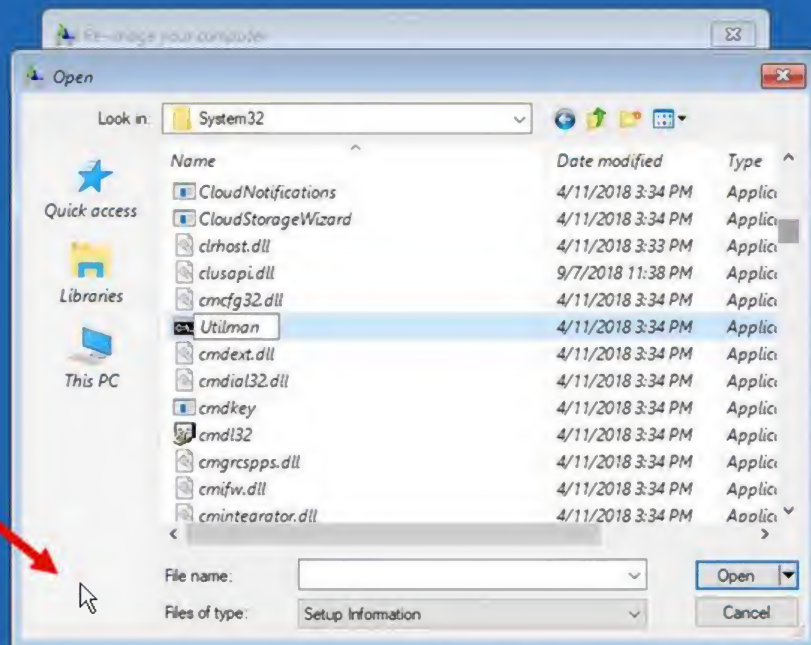 Re-image your computer
Open
Look in: System32
Name Date modified Type
CloudNotifications 4/11/2018 3:34 PM Applic
CloudStorageWizard 4/11/2018 3:34 PM Applic
clrhost.dll 4/11/2018 3:33 PM Applic
clusapi.dll 9/7/2018 11:38 PM Applic
cmcfg32.dll 4/11/2018 3:34 PM Applic
Utilman 4/11/2018 3:34 PM Applic
cmdext.dll 4/11/2018 3:34 PM Applic
cmdial32.dll 4/11/2018 3:34 PM Applic
cmdkey 4/11/2018 3:34 PM Applic
cmdl32 4/11/2018 3:34 PM Applic
cmgrcspps.dll 4/11/2018 3:34 PM Applic
cmifw.dll 4/11/2018 3:34 PM Applic
cmintegrator.dll 4/11/2018 3:34 PM Applic
Quick access
Libraries
This PC
File name: Open
Files of type: Setup Information Cancel